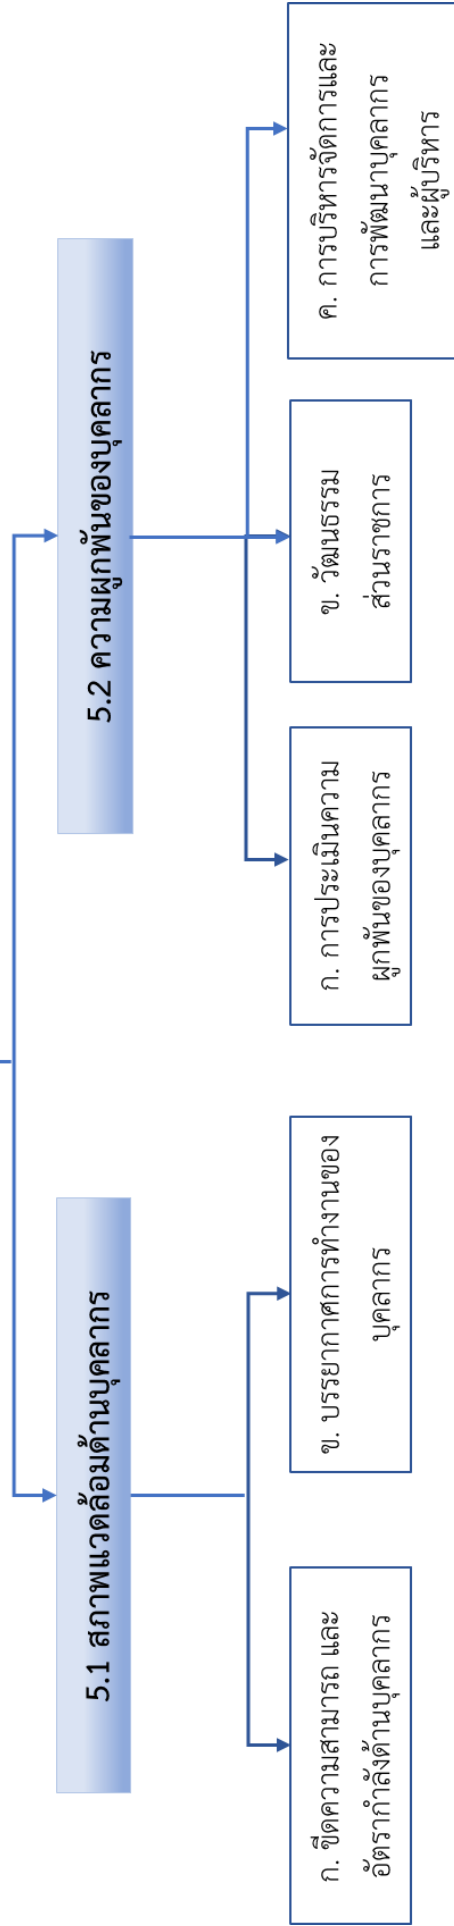 5.1 สภาพแวดล้อมด้านบุคลากร
5.2 ความผูกพันของบุคลากร
ก. ขีดความสามารถ และ
อัตรากำลังด้านบุคลากร
ข. บรรยากาศการทำงานของ
บุคลากร
ก. การประเมินความ
ผูกพันของบุคลากร
ข. วัฒนธรรม
ส่วนราชการ
ค. การบริหารจัดการและ
การพัฒนาบุคลากร
และผู้บริหาร